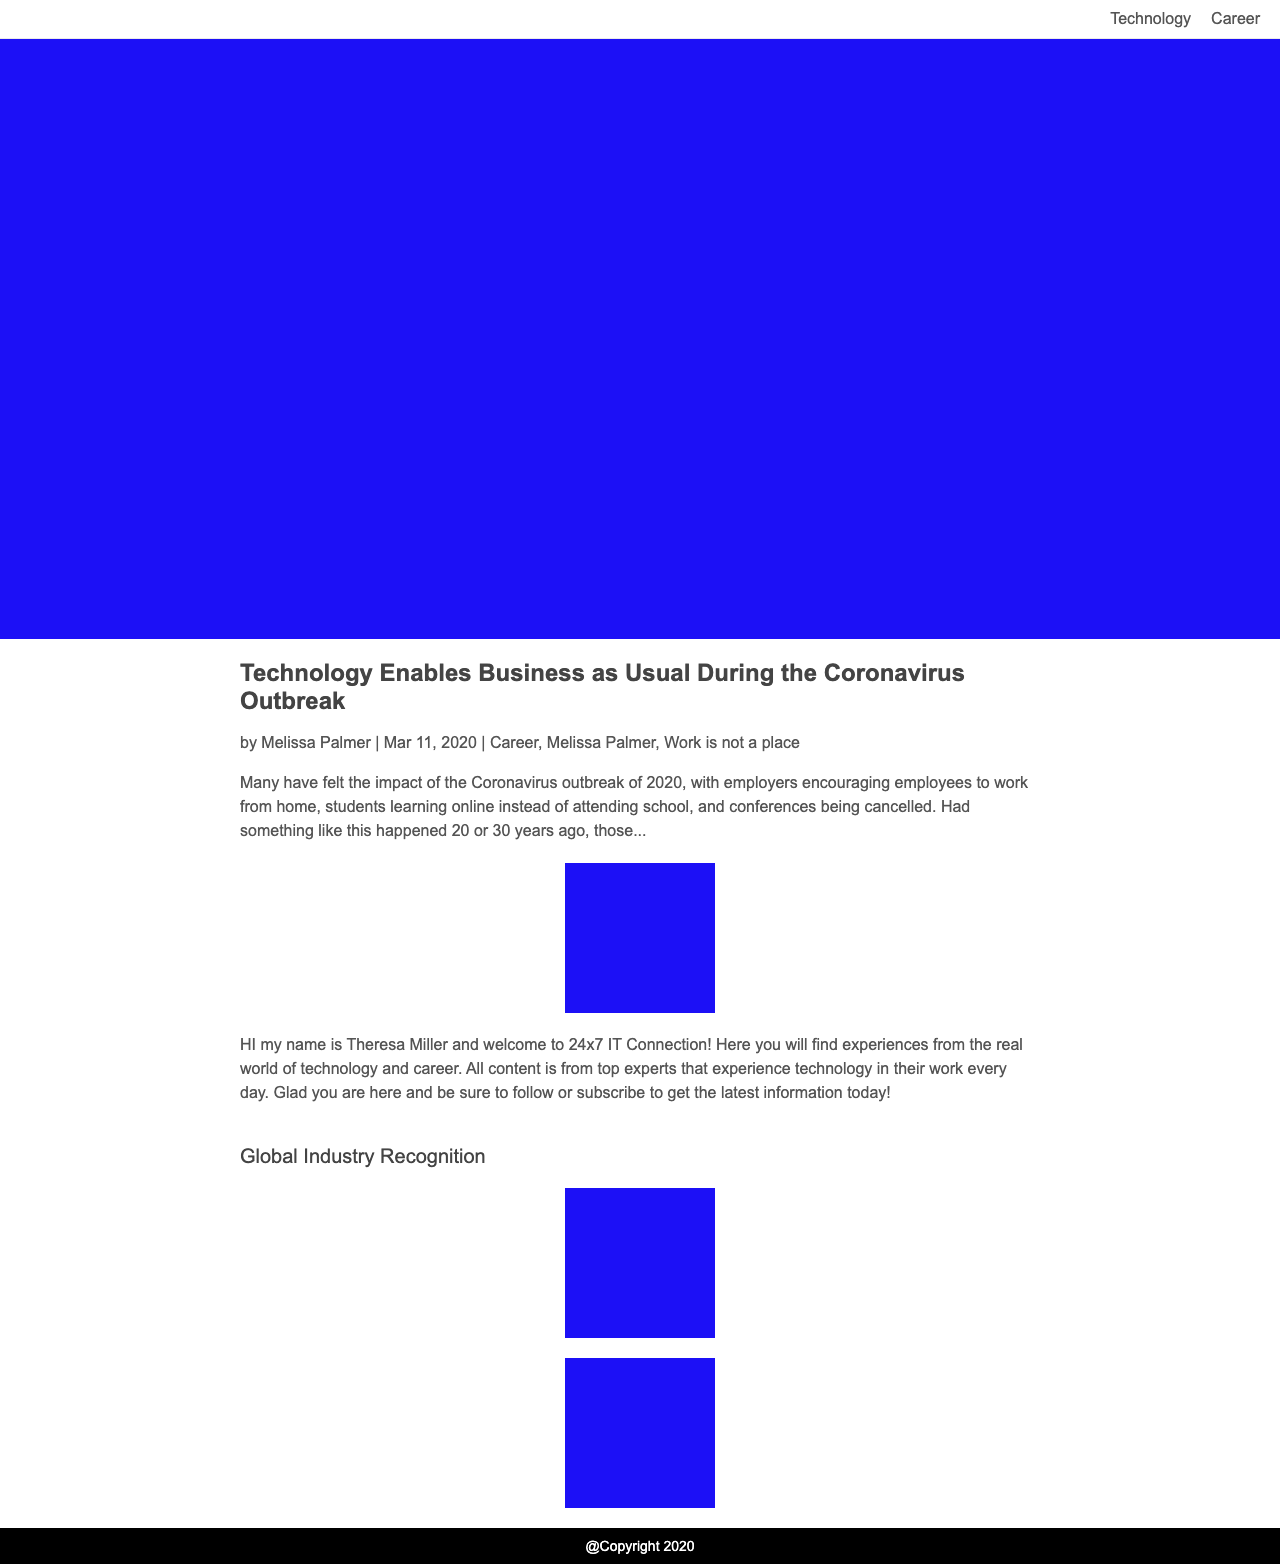 Technology Career
Technology Enables Business as Usual During the Coronavirus
Outbreak
by Melissa Palmer | Mar 11, 2020 | Career, Melissa Palmer, Work is not a place
Many have felt the impact of the Coronavirus outbreak of 2020, with employers encouraging employees to work
from home, students learning online instead of attending school, and conferences being cancelled. Had
something like this happened 20 or 30 years ago, those...
HI my name is Theresa Miller and welcome to 24x7 IT Connection! Here you will find experiences from the real
world of technology and career. All content is from top experts that experience technology in their work every
day. Glad you are here and be sure to follow or subscribe to get the latest information today!
Global Industry Recognition
@Copyright 2020